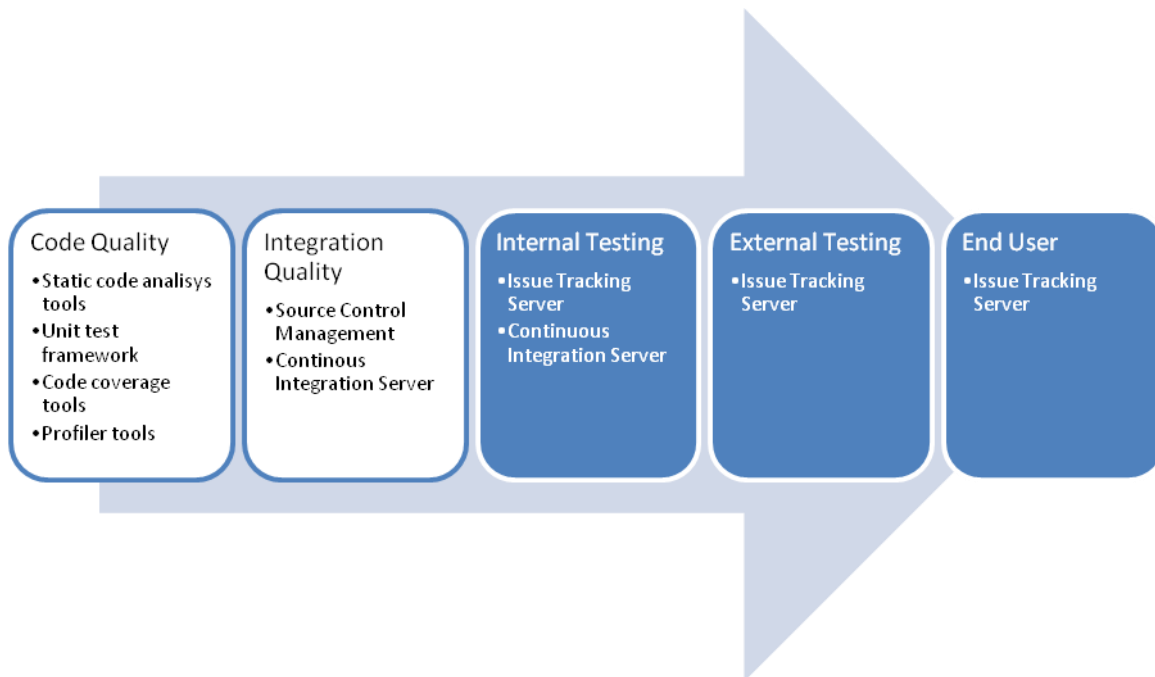 Code Quality
•Static code analisys
tools
•Unit test
framework
•Code coverage
tools
•Profiler tools
Integration
Quality
•Source Control
Management
•Continous
Integration Server
Internal Testing
•Issue Tracking
Server
•Continuous
Integration Server
External Testing
•Issue Tracking
Server
End User
•Issue Tracking
Server